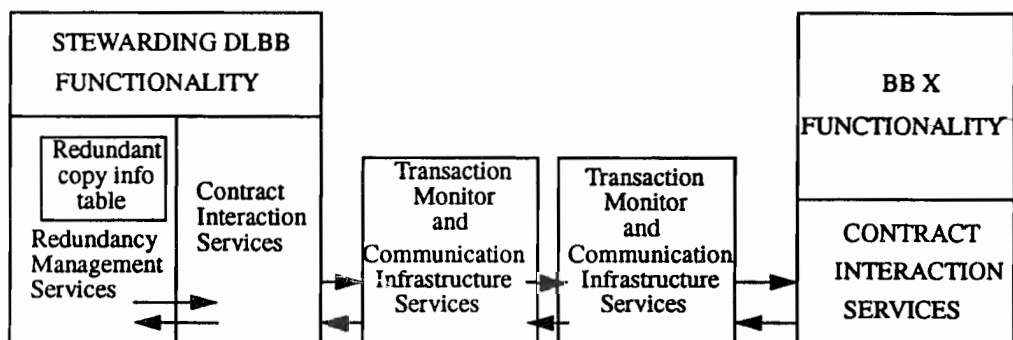 STEWARDING DLBB
FUNCTIONALITY
Redundant
copy info
table
Redundancy
Management
Services
Contract
Interaction
Services
Transaction
Monitor
and
Communication
Infrastructure
Services
Transaction
Monitor
and
Communication
Infrastructure
Services
BB X
FUNCTIONALITY
CONTRACT
INTERACTION
SERVICES